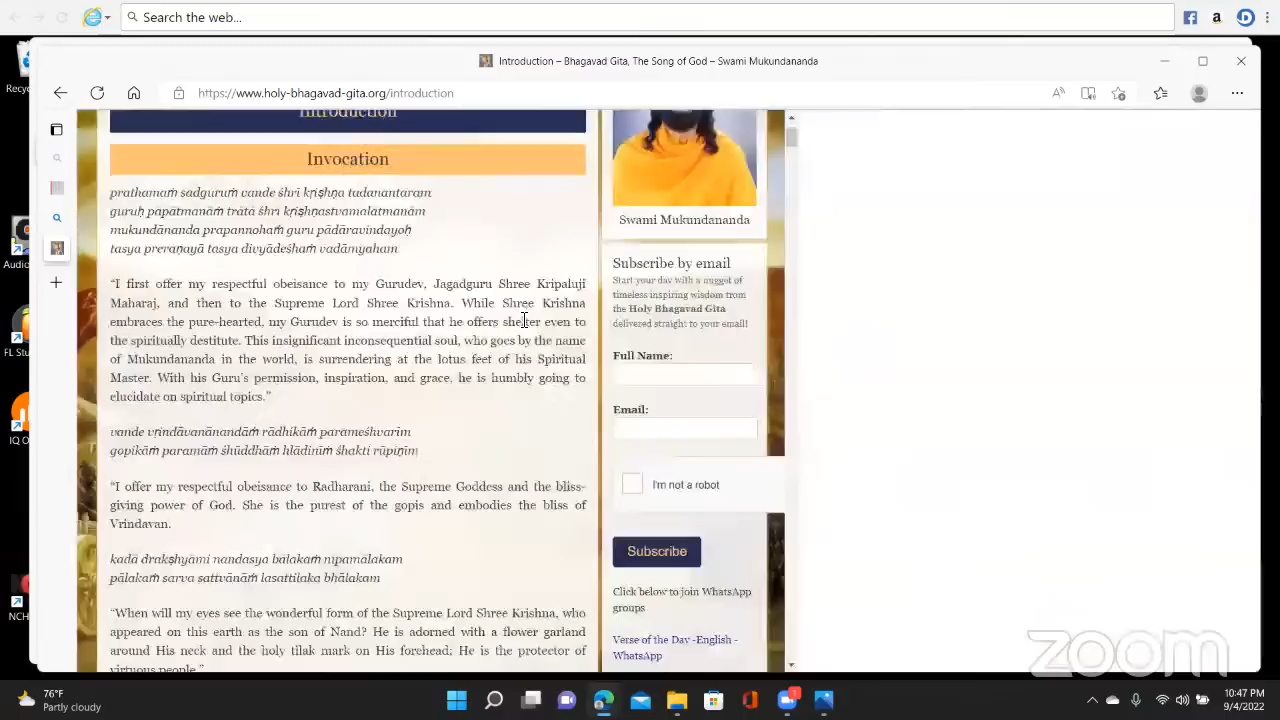 Search the web...
Introduction – Bhagavad Gita, The Song of God – Swami Mukundananda
https://www.holy-bhagavad-gita.org/introduction
Introduction
Invocation
prathamaṁ sadguruṁ vande śhrī kṛiṣhṇa tadanantaram
guruḥ pāpātmanāṁ trātā śhrī kṛiṣhṇastvamalātmanām
mukundānanda prapannohaṁ guru pādāravindayoḥ
tasya preraṇayā tasya divyādeśhaṁ vadāmyaham
“I first offer my respectful obeisance to my Gurudev, Jagadguru Shree Kripaluji
Maharaj, and then to the Supreme Lord Shree Krishna. While Shree Krishna
embraces the pure-hearted, my Gurudev is so merciful that he offers shelter even to
the spiritually destitute. This insignificant inconsequential soul, who goes by the name
of Mukundananda in the world, is surrendering at the lotus feet of his Spiritual
Master. With his Guru’s permission, inspiration, and grace, he is humbly going to
elucidate on spiritual topics.”
vande vṛindāvanānandāṁ rādhikāṁ parameśhvarīm
gopikāṁ paramāṁ śhūddhāṁ hlādinīṁ śhakti rūpiṇīm
“I offer my respectful obeisance to Radharani, the Supreme Goddess and the bliss-
giving power of God. She is the purest of the gopis and embodies the bliss of
Vrindavan.
kadā drakṣhyāmi nandasya bālakaṁ nīpamālakam
pālakaṁ sarva sattvānāṁ lasattilaka bhālakam
“When will my eyes see the wonderful form of the Supreme Lord Shree Krishna, who
appeared on this earth as the son of Nand? He is adorned with a flower garland
around His neck and the holy tilak mark on His forehead; He is the protector of
virtuous people.”
Swami Mukundananda
Subscribe by email
Start your day with a nugget of
timeless inspiring wisdom from
the Holy Bhagavad Gita
delivered straight to your email!
Full Name:
Email:
I'm not a robot
Subscribe
Click below to join WhatsApp
groups
Verse of the Day -English -
WhatsApp
Recyc
Audio
FL Stud
IQ O
NCH
zoom
76°F
Partly cloudy
1
10:47 PM
9/4/2022